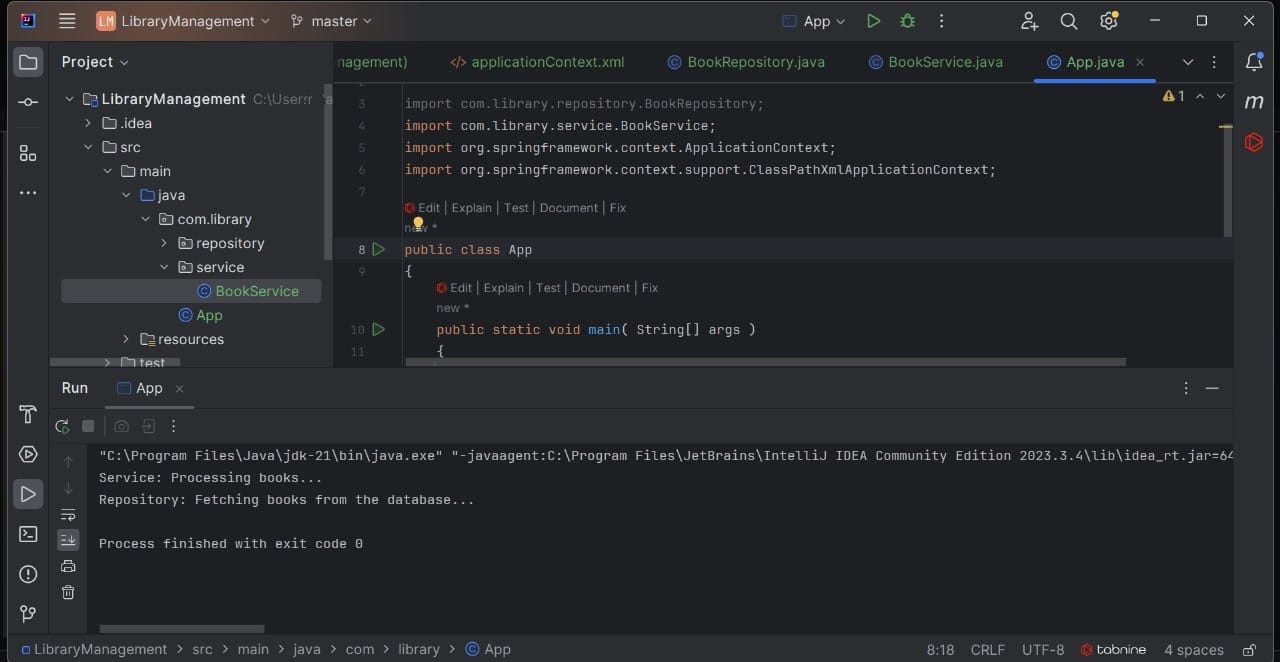 LM LibraryManagement master App
Project
nagement) applicationContext.xml BookRepository.java BookService.java App.java
LibraryManagement C:\Users
.idea
src
main
java
com.library
repository
service
BookService
App
resources
test
1
3 import com.library.repository.BookRepository;
4 import com.library.service.BookService;
5 import org.springframework.context.ApplicationContext;
6 import org.springframework.context.support.ClassPathXmlApplicationContext;
7
Edit | Explain | Test | Document | Fix
new *
8 public class App
9 {
Edit | Explain | Test | Document | Fix
new *
10 public static void main( String[] args )
11 {
m
Run App
"C:\Program Files\Java\jdk-21\bin\java.exe" "-javaagent:C:\Program Files\JetBrains\IntelliJ IDEA Community Edition 2023.3.4\lib\idea_rt.jar=64
Service: Processing books...
Repository: Fetching books from the database...
Process finished with exit code 0
LibraryManagement > src > main > java > com > library > App 8:18 CRLF UTF-8 tabnine 4 spaces